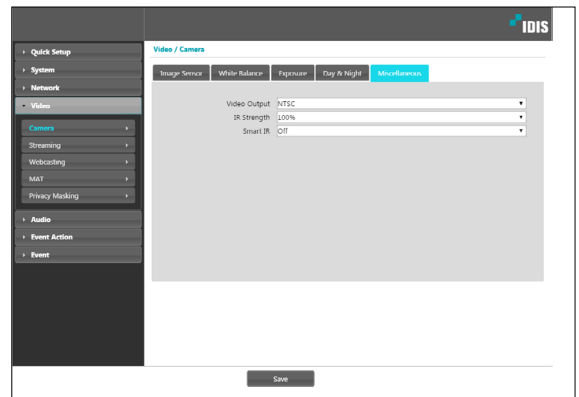 IDIS
Quick Setup
System
Network
Video
Camera
Streaming
Webcasting
MAT
Privacy Masking
Audio
Event Action
Event
Video / Camera
Image Sensor White Balance Exposure Day & Night Miscellaneous
Video Output NTSC
IR Strength 100%
Smart IR Off
Save